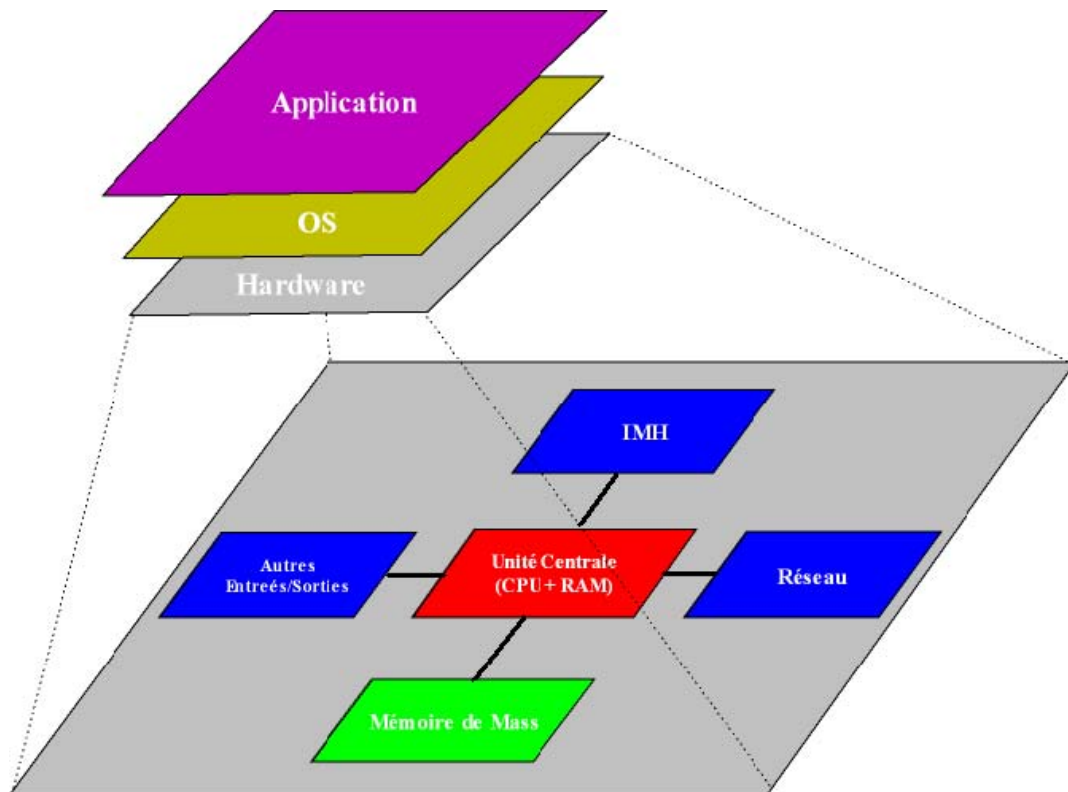 Application
OS
Hardware
IMH
Autres
Entreés/Sorties
Unité Centrale
(CPU + RAM)
Réseau
Mémoire de Mass